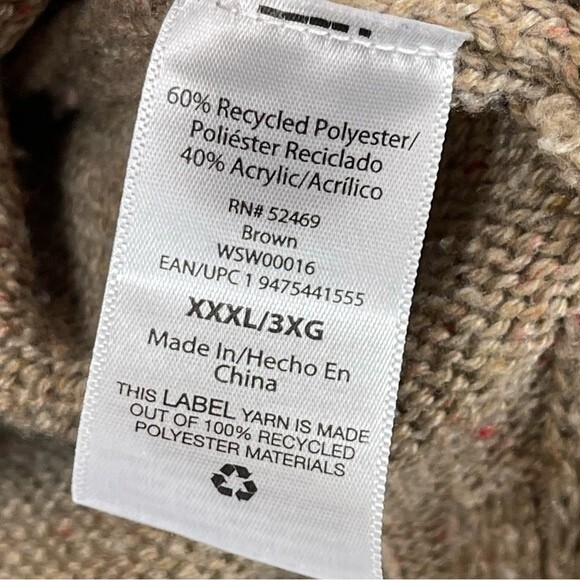 60% Recycled Polyester/
Poliéster Reciclado
40% Acrylic/Acrílico
RN# 52469
Brown
WSW00016
EAN/UPC 1 9475441555
XXXL/3XG
Made In/Hecho En
China
THIS LABEL YARN IS MADE
OUT OF 100% RECYCLED
POLYESTER MATERIALS